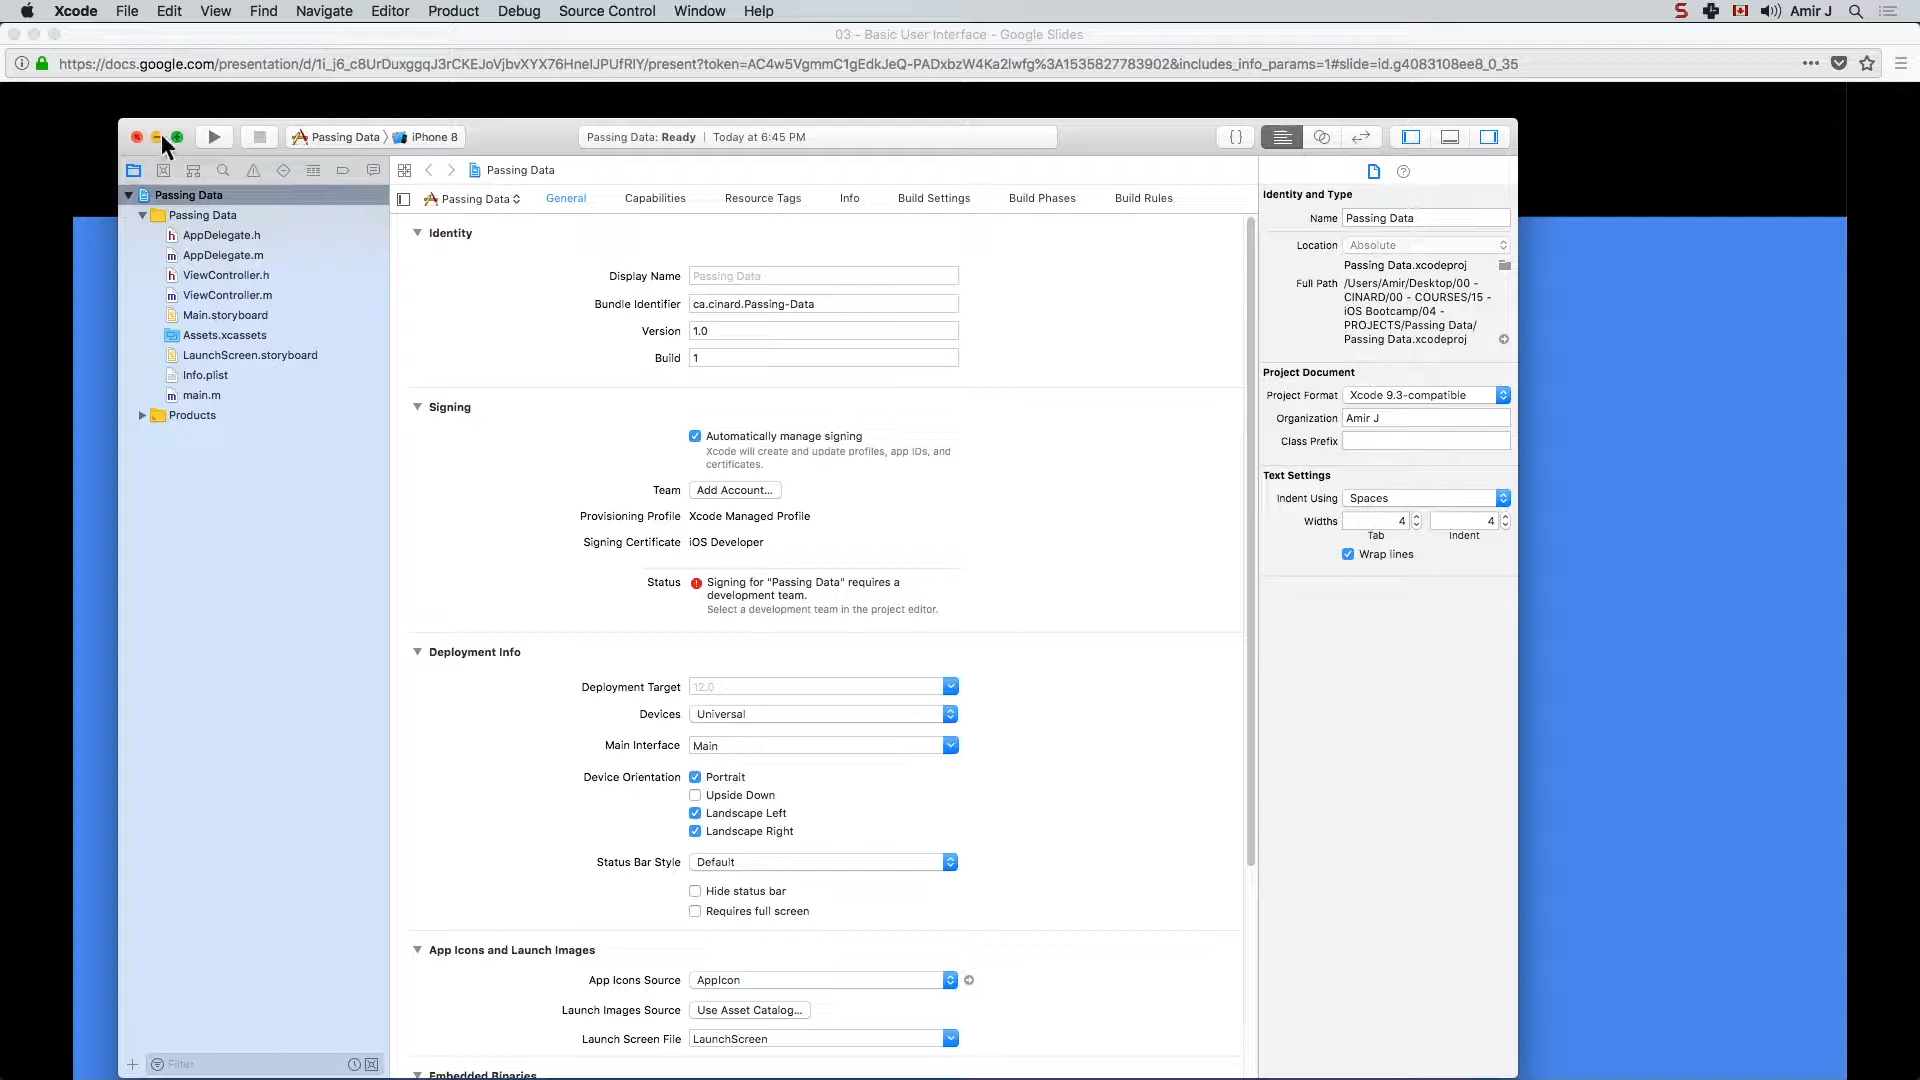 Xcode File Edit View Find Navigate Editor Product Debug Source Control Window Help Amir J
03 - Basic User Interface - Google Slides
https://docs.google.com/presentation/d/1i_j6_c8UrDuxggqJ3rCKEJoVjbvXYX76HnelJPUfRlY/present?token=AC4w5VgmmC1gEdkJeQ-PADxbzW4Ka2lwfg%3A1535827783902&includes_info_params=1#slide=id.g4083108ee8_0_35
Passing Data iPhone 8 Passing Data: Ready | Today at 6:45 PM
Passing Data
Passing Data General Capabilities Resource Tags Info Build Settings Build Phases Build Rules
Passing Data
Passing Data
AppDelegate.h
AppDelegate.m
ViewController.h
ViewController.m
Main.storyboard
Assets.xcassets
LaunchScreen.storyboard
Info.plist
main.m
Products
Filter
Identity
Display Name Passing Data
Bundle Identifier ca.cinard.Passing-Data
Version 1.0
Build 1
Signing
Automatically manage signing
Xcode will create and update profiles, app IDs, and
certificates.
Team Add Account...
Provisioning Profile Xcode Managed Profile
Signing Certificate iOS Developer
Status Signing for "Passing Data" requires a
development team.
Select a development team in the project editor.
Deployment Info
Deployment Target 12.0
Devices Universal
Main Interface Main
Device Orientation Portrait
Upside Down
Landscape Left
Landscape Right
Status Bar Style Default
Hide status bar
Requires full screen
App Icons and Launch Images
App Icons Source AppIcon
Launch Images Source Use Asset Catalog...
Launch Screen File LaunchScreen
Embedded Binaries
Identity and Type
Name Passing Data
Location Absolute
Passing Data.xcodeproj
Full Path /Users/Amir/Desktop/00 -
CINARD/00 - COURSES/15 -
iOS Bootcamp/04 -
PROJECTS/Passing Data/
Passing Data.xcodeproj
Project Document
Project Format Xcode 9.3-compatible
Organization Amir J
Class Prefix
Text Settings
Indent Using Spaces
Widths 4 4
Tab Indent
Wrap lines